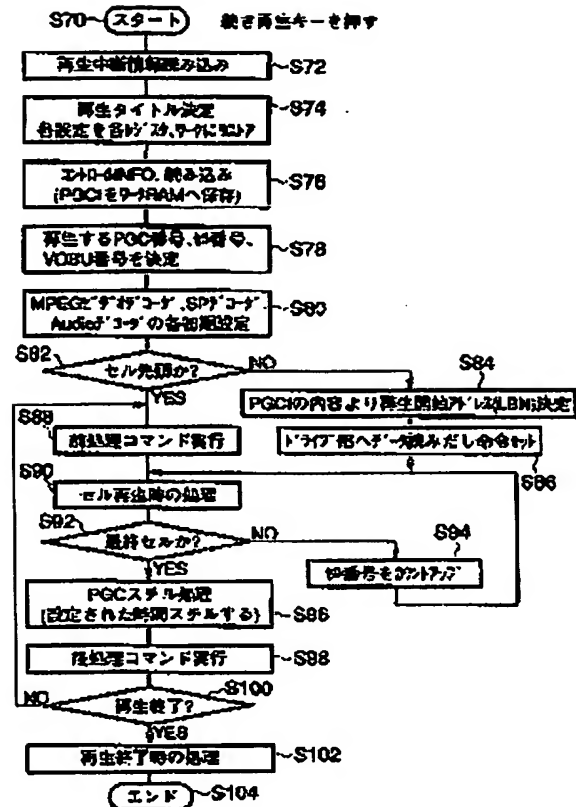 S70 スタート 続き再生キーを押す
再生中断情報読み込み S72
再生タイトル決定 S74
各設定を各レジスタ、ワークにリストア
エントロールINFO. 読み込み S76
(PGCIをワークRAMへ保存)
再生するPGC番号、セル番号、 S78
VOBU番号を決定
MPEGビデオデコーダ、SPデコーダ S80
Audioデコーダの各初期設定
S82
セル先頭か? NO
YES
S84
PGCIの内容より再生開始アドレス(LBN)決定
ドライブ部へデータ読みだし命令セット
S86
S88
前処理コマンド実行
S90
セル再生時の処理
S92
最終セルか? NO
YES
S94
セル番号をカウントアップ
PGCスチル処理
(設定された時間スチルする) S96
後処理コマンド実行 S98
S100
NO 再生終了?
YES
再生終了時の処理 S102
エンド S104